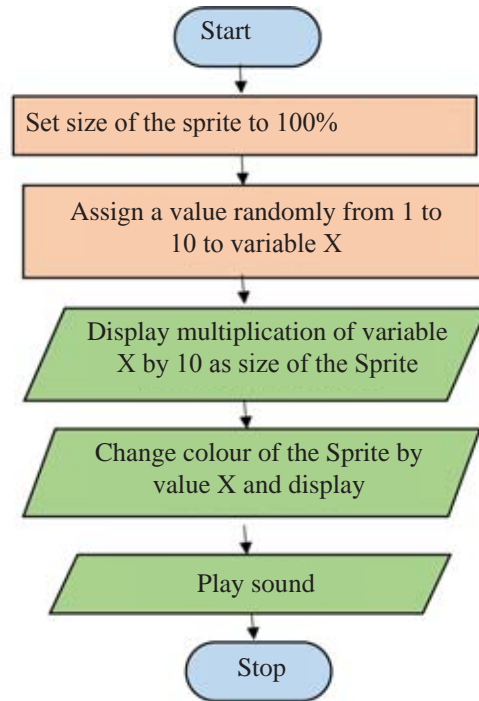 Start
Set size of the sprite to 100%
Assign a value randomly from 1 to
10 to variable X
Display multiplication of variable
X by 10 as size of the Sprite
Change colour of the Sprite by
value X and display
Play sound
Stop